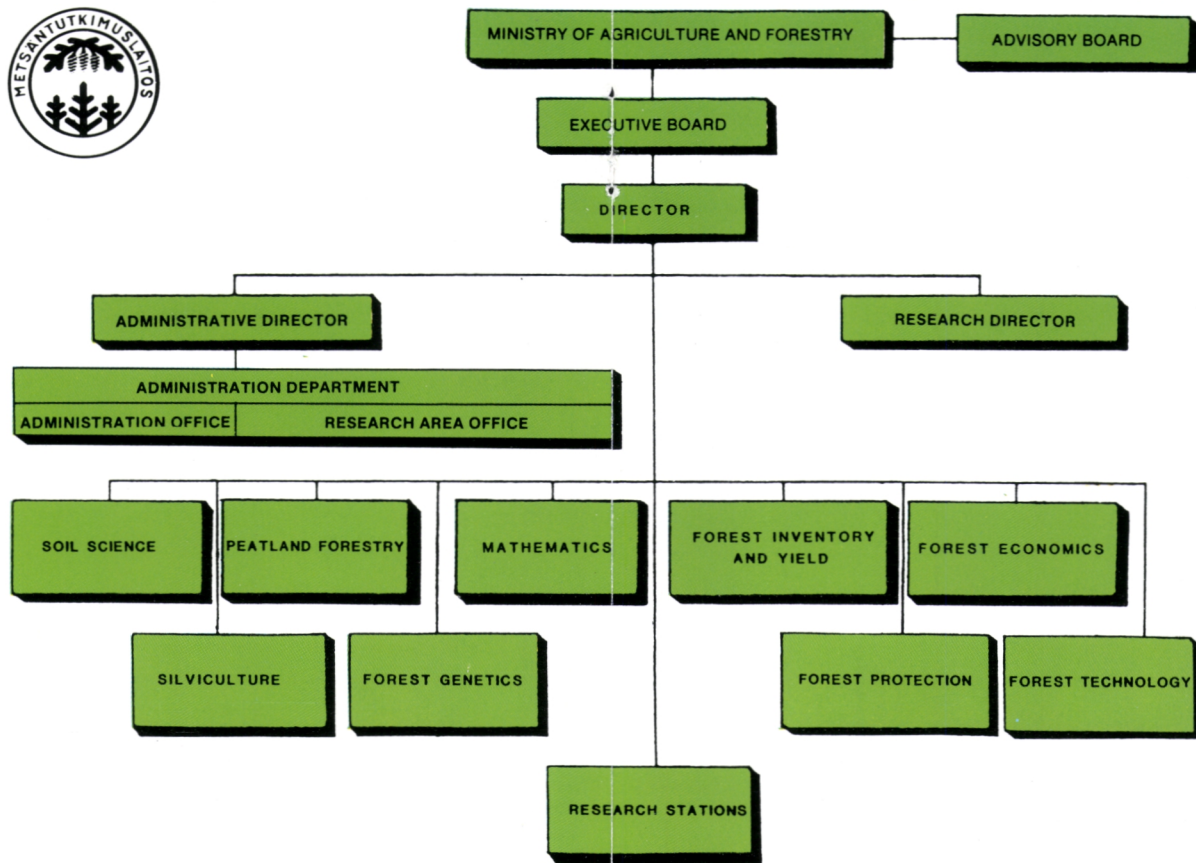 METSÄNTUTKIMUSLAITOS
MINISTRY OF AGRICULTURE AND FORESTRY
ADVISORY BOARD
EXECUTIVE BOARD
DIRECTOR
ADMINISTRATIVE DIRECTOR
RESEARCH DIRECTOR
ADMINISTRATION DEPARTMENT
ADMINISTRATION OFFICE
RESEARCH AREA OFFICE
SOIL SCIENCE
PEATLAND FORESTRY
MATHEMATICS
FOREST INVENTORY
AND YIELD
FOREST ECONOMICS
SILVICULTURE
FOREST GENETICS
FOREST PROTECTION
FOREST TECHNOLOGY
RESEARCH STATIONS